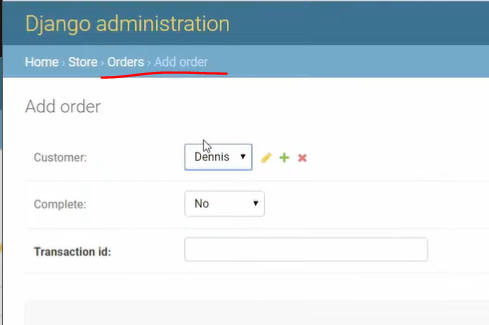 Django administration
Home › Store › Orders › Add order
Add order
Customer: Dennis
Complete: No
Transaction id: